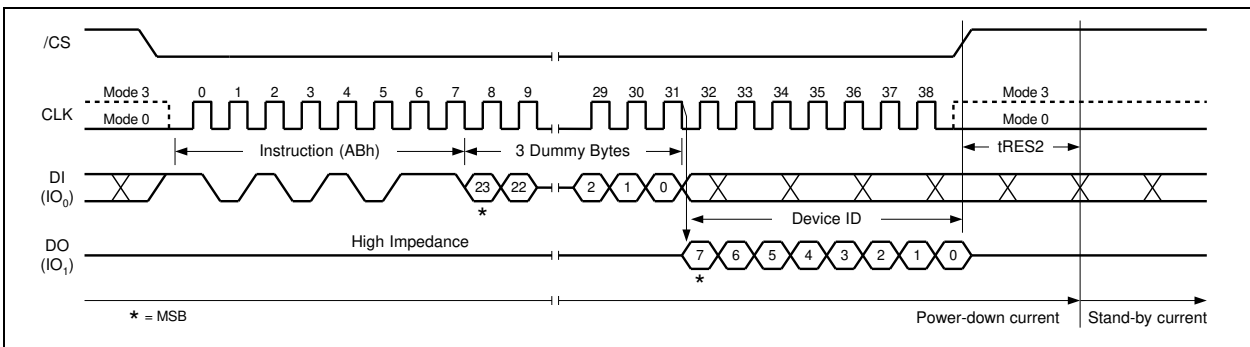 /CS
Mode 3 0 1 2 3 4 5 6 7 8 9 29 30 31 32 33 34 35 36 37 38 Mode 3
CLK
Mode 0 Mode 0
Instruction (ABh) 3 Dummy Bytes tRES2
DI
(IO0)
23 22 2 1 0
*
Device ID
High Impedance
DO
(IO1)
7 6 5 4 3 2 1 0
*
* = MSB Power-down current Stand-by current